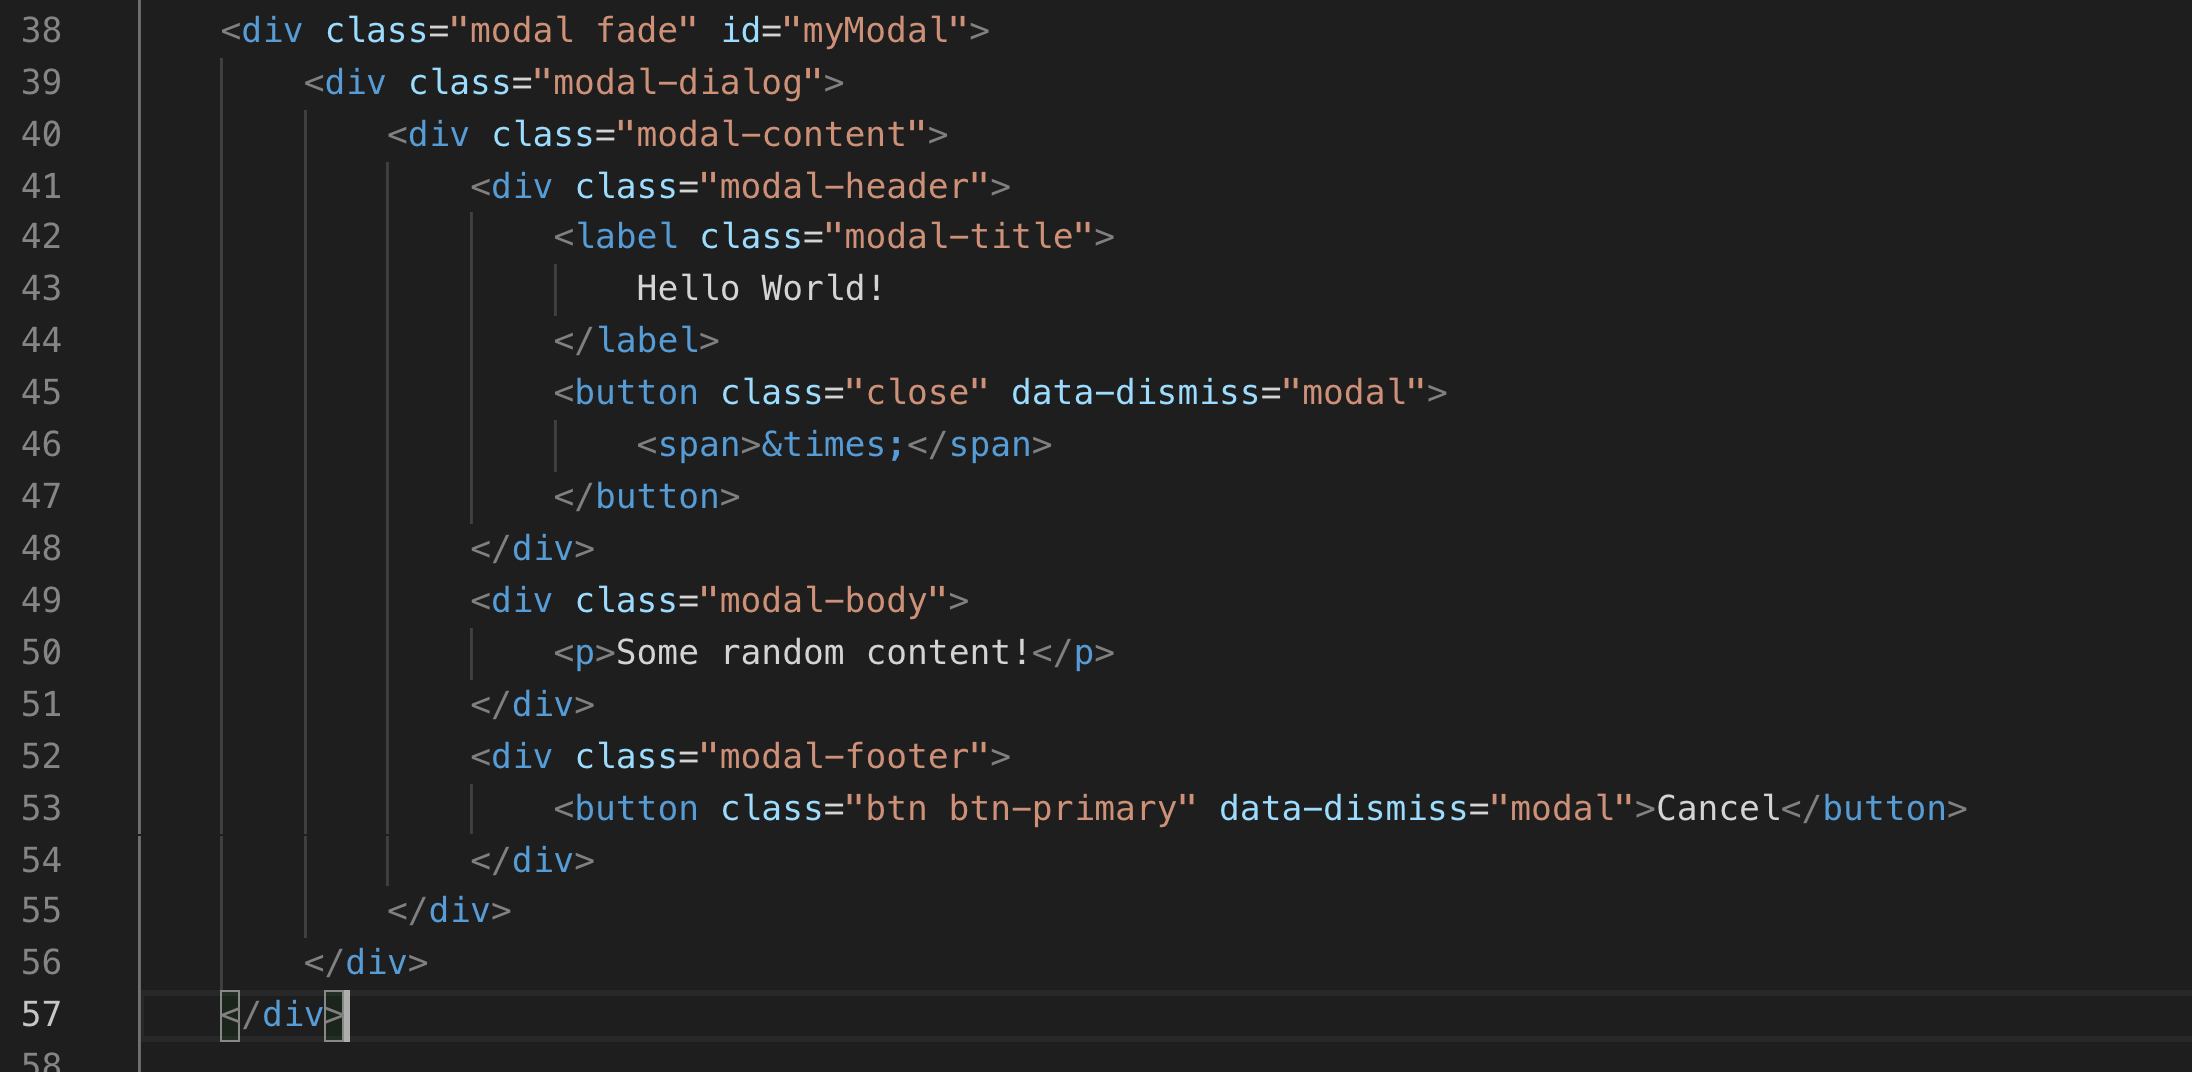 38 <div class="modal fade" id="myModal">
39 <div class="modal-dialog">
40 <div class="modal-content">
41 <div class="modal-header">
42 <label class="modal-title">
43 Hello World!
44 </label>
45 <button class="close" data-dismiss="modal">
46 <span>&times;</span>
47 </button>
48 </div>
49 <div class="modal-body">
50 <p>Some random content!</p>
51 </div>
52 <div class="modal-footer">
53 <button class="btn btn-primary" data-dismiss="modal">Cancel</button>
54 </div>
55 </div>
56 </div>
57 </div>
58